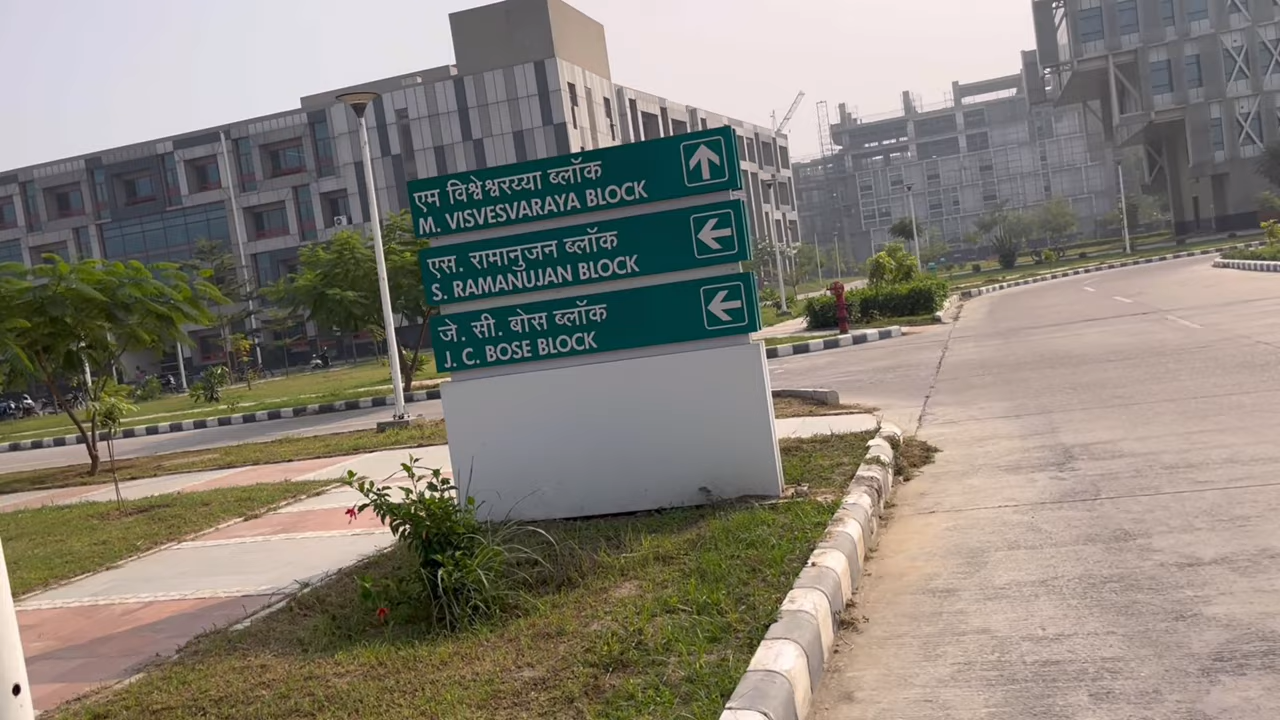 एम विश्वेश्वरय्या ब्लॉक
M. VISVESVARAYA BLOCK
एस. रामानुजन ब्लॉक
S. RAMANUJAN BLOCK
जे. सी. बोस ब्लॉक
J. C. BOSE BLOCK